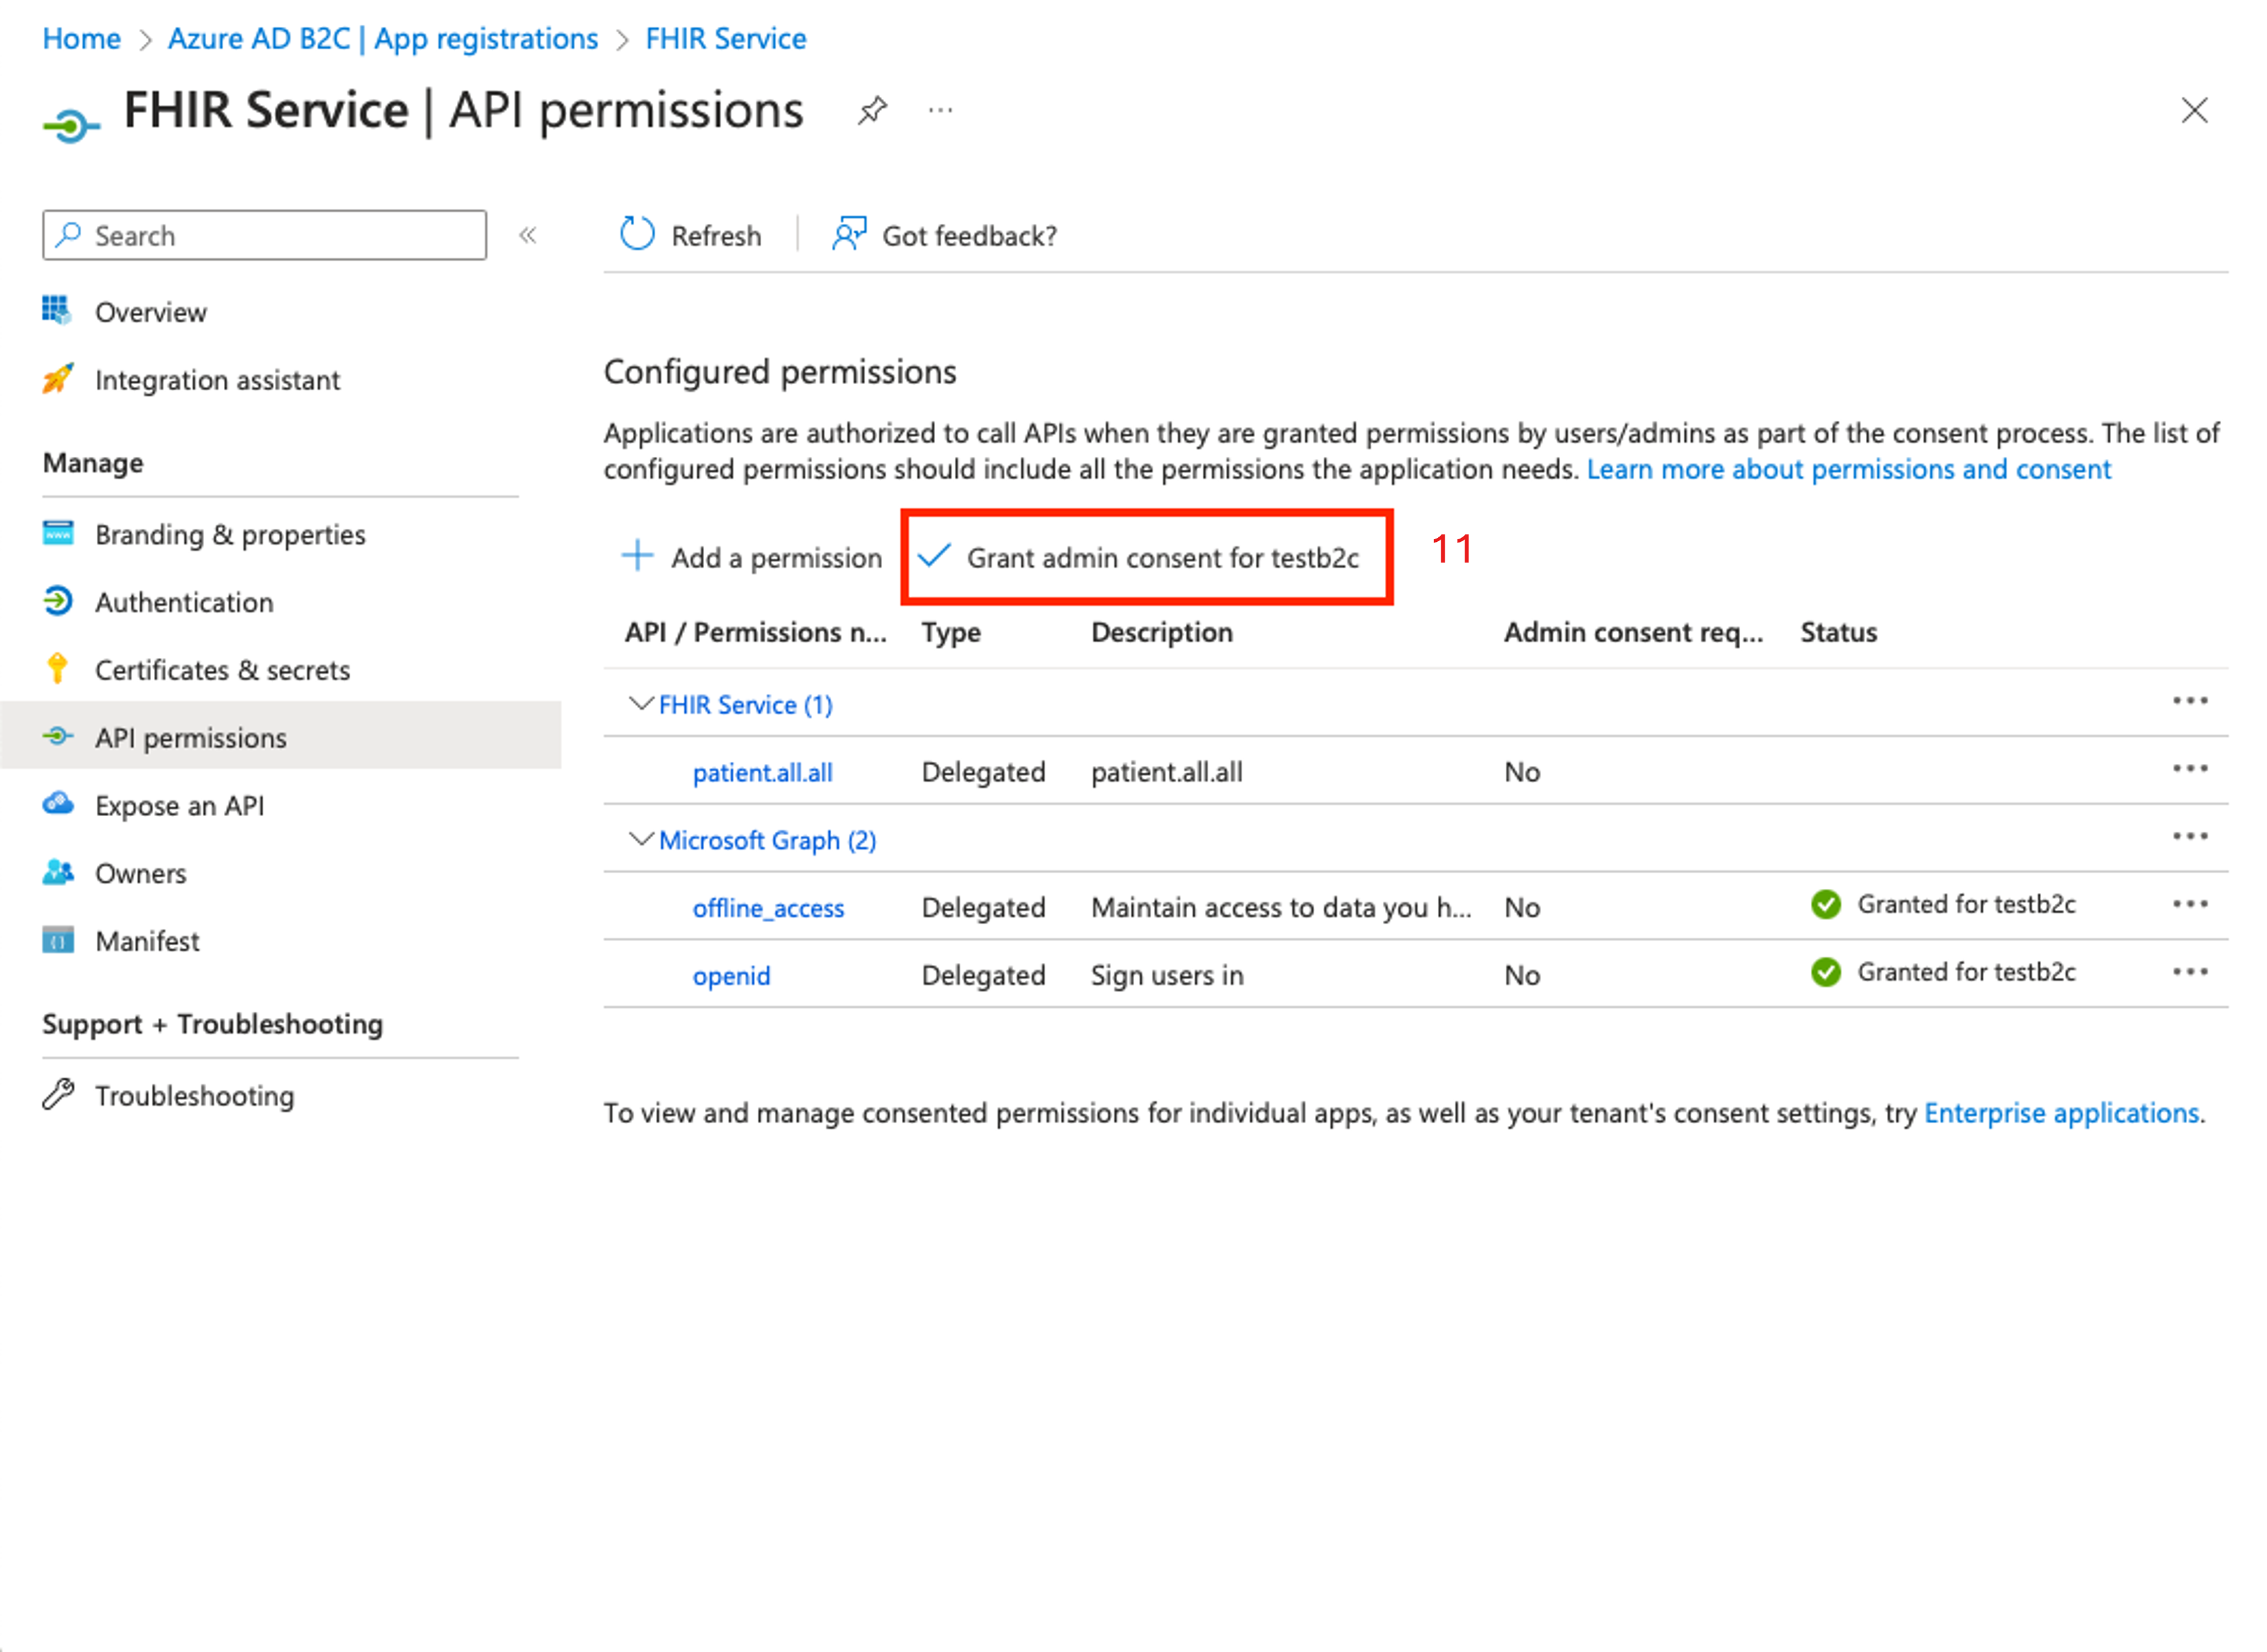 Home > Azure AD B2C | App registrations > FHIR Service
FHIR Service | API permissions
Search
Refresh
Got feedback?
Overview
Integration assistant
Manage
Branding & properties
Authentication
Certificates & secrets
API permissions
Expose an API
Owners
Manifest
Support + Troubleshooting
Troubleshooting
Configured permissions
Applications are authorized to call APIs when they are granted permissions by users/admins as part of the consent process. The list of
configured permissions should include all the permissions the application needs. Learn more about permissions and consent
Add a permission Grant admin consent for testb2c 11
API / Permissions n... Type Description Admin consent req... Status
FHIR Service (1)
patient.all.all Delegated patient.all.all No
Microsoft Graph (2)
offline_access Delegated Maintain access to data you h... No Granted for testb2c
openid Delegated Sign users in No Granted for testb2c
To view and manage consented permissions for individual apps, as well as your tenant's consent settings, try Enterprise applications.